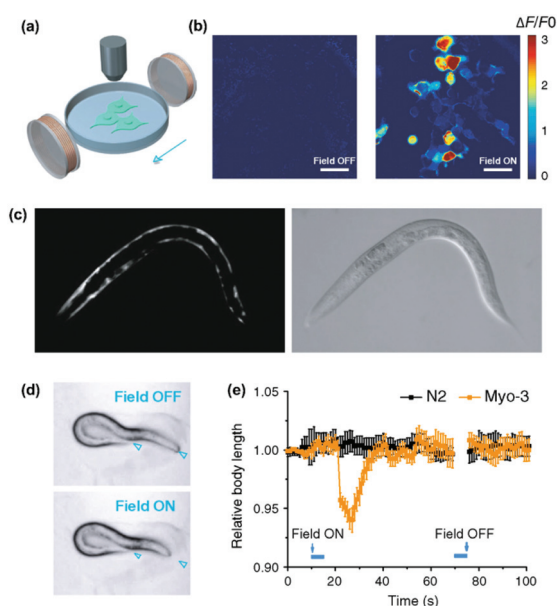 (a)
(b)
Field OFF
Field ON
ΔF/F0
3
2
1
0
(c)
(d)
Field OFF
Field ON
(e)
N2
Myo-3
Relative body length
1.05
1.00
0.95
0.90
Field ON
Field OFF
0
20
40
60
80
100
Time (s)